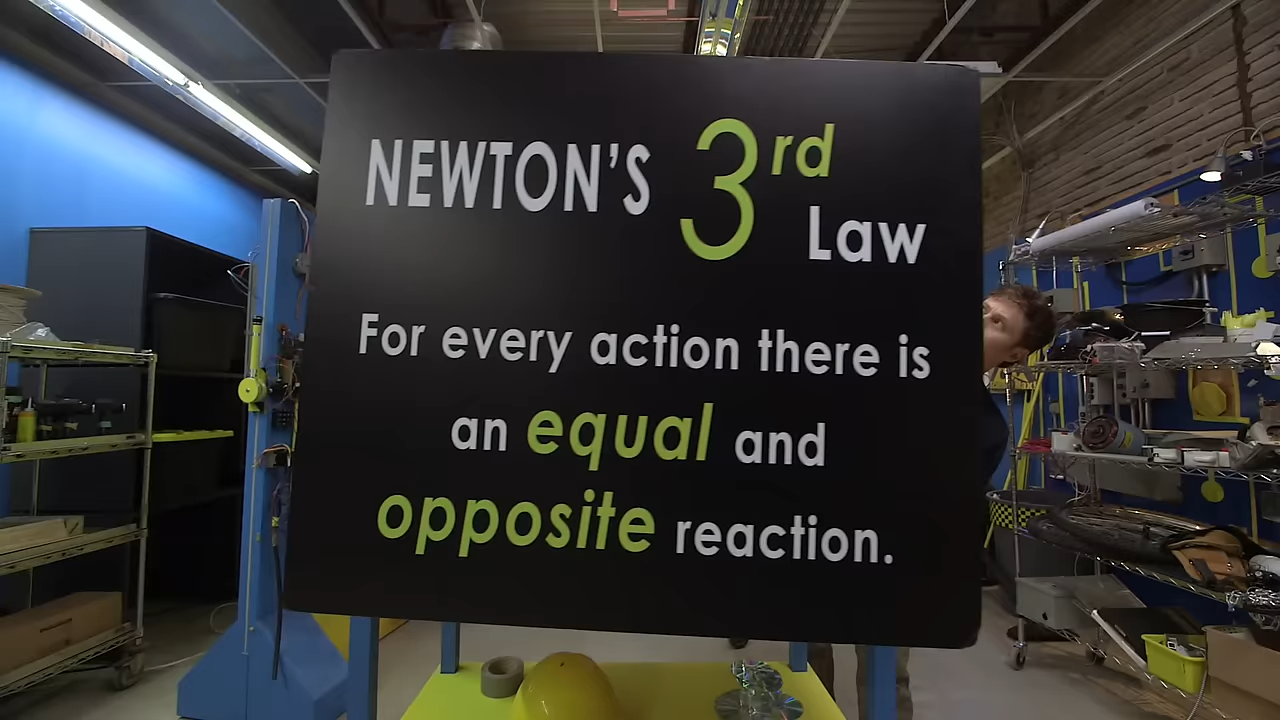 NEWTON'S 3rd
Law
For every action there is
an equal and
opposite reaction.